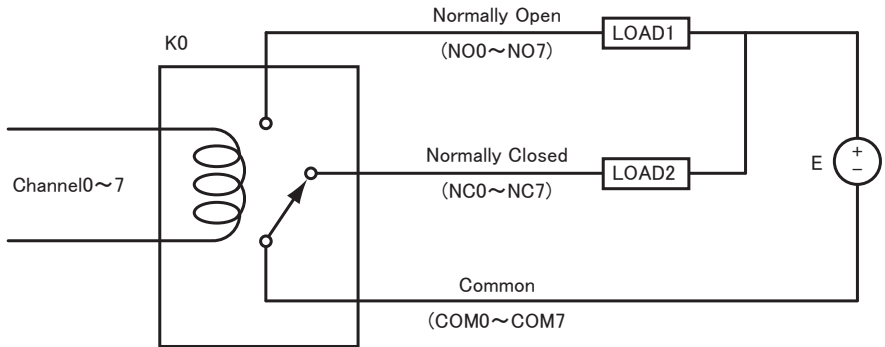 Normally Open
LOAD1
K0
(NO0～NO7)
+
Normally Closed
E
LOAD2
−
Channel0～7
(NC0～NC7)
Common
(COM0～COM7